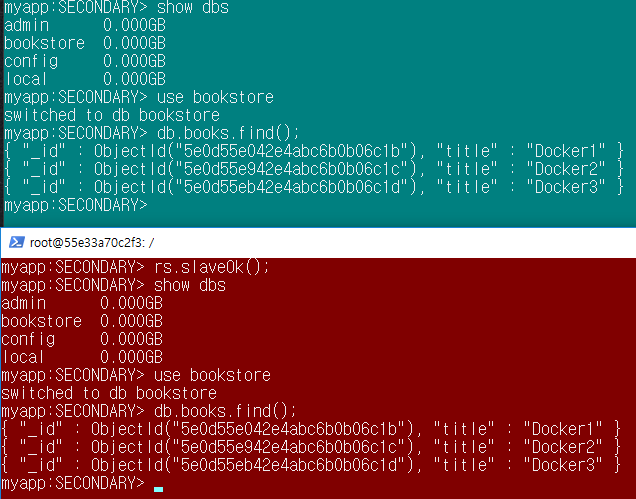 myapp:SECONDARY> show dbs
admin      0.000GB
bookstore  0.000GB
config     0.000GB
local      0.000GB
myapp:SECONDARY> use bookstore
switched to db bookstore
myapp:SECONDARY> db.books.find();
{ "_id" : ObjectId("5e0d55e042e4abc6b0b06c1b"), "title" : "Docker1" }
{ "_id" : ObjectId("5e0d55e942e4abc6b0b06c1c"), "title" : "Docker2" }
{ "_id" : ObjectId("5e0d55eb42e4abc6b0b06c1d"), "title" : "Docker3" }
myapp:SECONDARY>
root@55e33a70c2f3: /
myapp:SECONDARY> rs.slaveOk();
myapp:SECONDARY> show dbs
admin      0.000GB
bookstore  0.000GB
config     0.000GB
local      0.000GB
myapp:SECONDARY> use bookstore
switched to db bookstore
myapp:SECONDARY> db.books.find();
{ "_id" : ObjectId("5e0d55e042e4abc6b0b06c1b"), "title" : "Docker1" }
{ "_id" : ObjectId("5e0d55e942e4abc6b0b06c1c"), "title" : "Docker2" }
{ "_id" : ObjectId("5e0d55eb42e4abc6b0b06c1d"), "title" : "Docker3" }
myapp:SECONDARY>